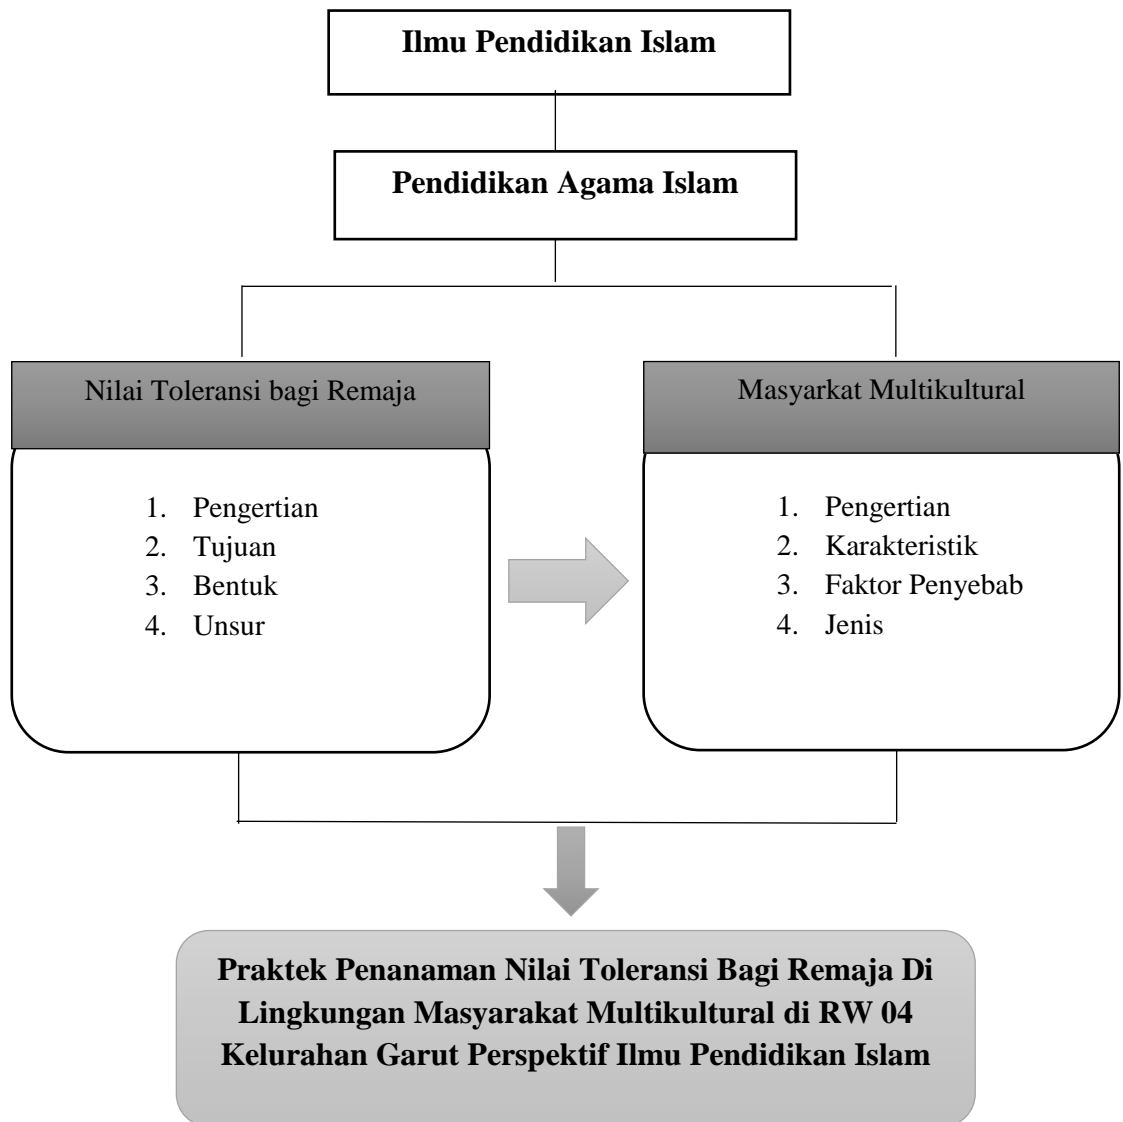 Ilmu Pendidikan Islam
Pendidikan Agama Islam
Nilai Toleransi bagi Remaja
1. Pengertian
2. Tujuan
3. Bentuk
4. Unsur
Masyarkat Multikultural
1. Pengertian
2. Karakteristik
3. Faktor Penyebab
4. Jenis
Praktek Penanaman Nilai Toleransi Bagi Remaja Di
Lingkungan Masyarakat Multikultural di RW 04
Kelurahan Garut Perspektif Ilmu Pendidikan Islam